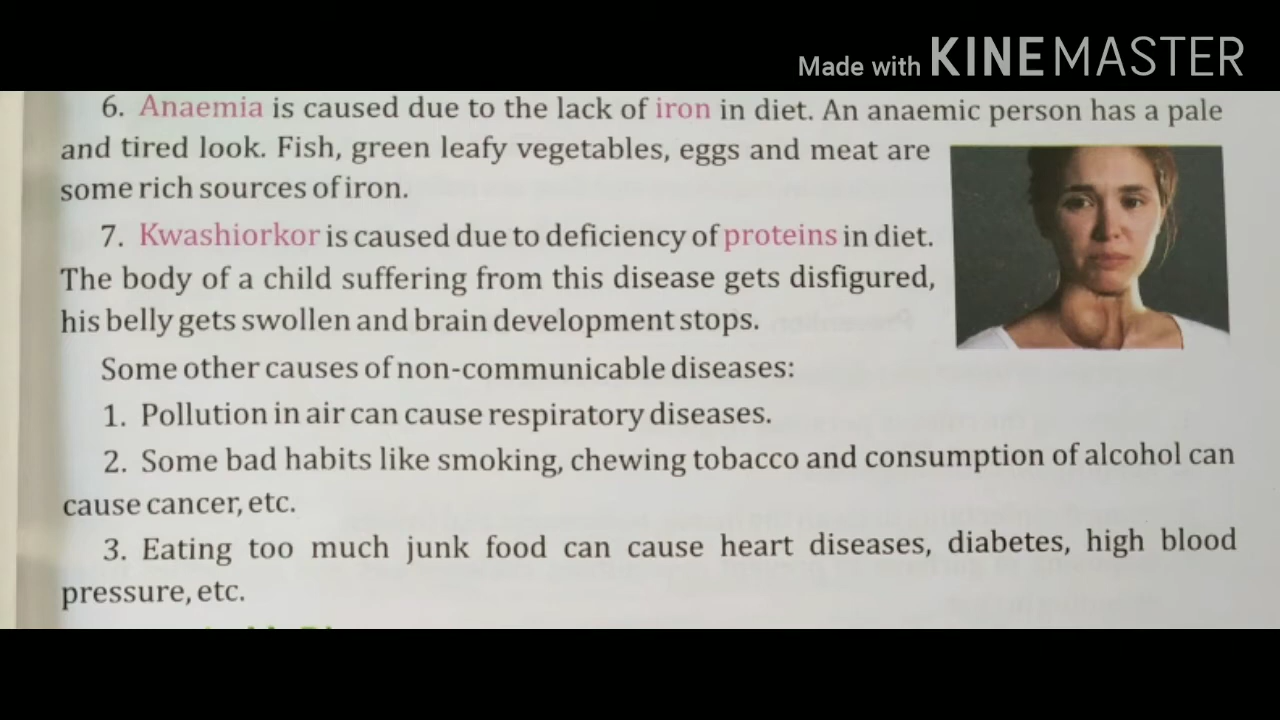 Made with KINEMASTER
6. Anaemia is caused due to the lack of iron in diet. An anaemic person has a pale
and tired look. Fish, green leafy vegetables, eggs and meat are
some rich sources of iron.
7. Kwashiorkor is caused due to deficiency of proteins in diet.
The body of a child suffering from this disease gets disfigured,
his belly gets swollen and brain development stops.
Some other causes of non-communicable diseases:
1. Pollution in air can cause respiratory diseases.
2. Some bad habits like smoking, chewing tobacco and consumption of alcohol can
cause cancer, etc.
3. Eating too much junk food can cause heart diseases, diabetes, high blood
pressure, etc.